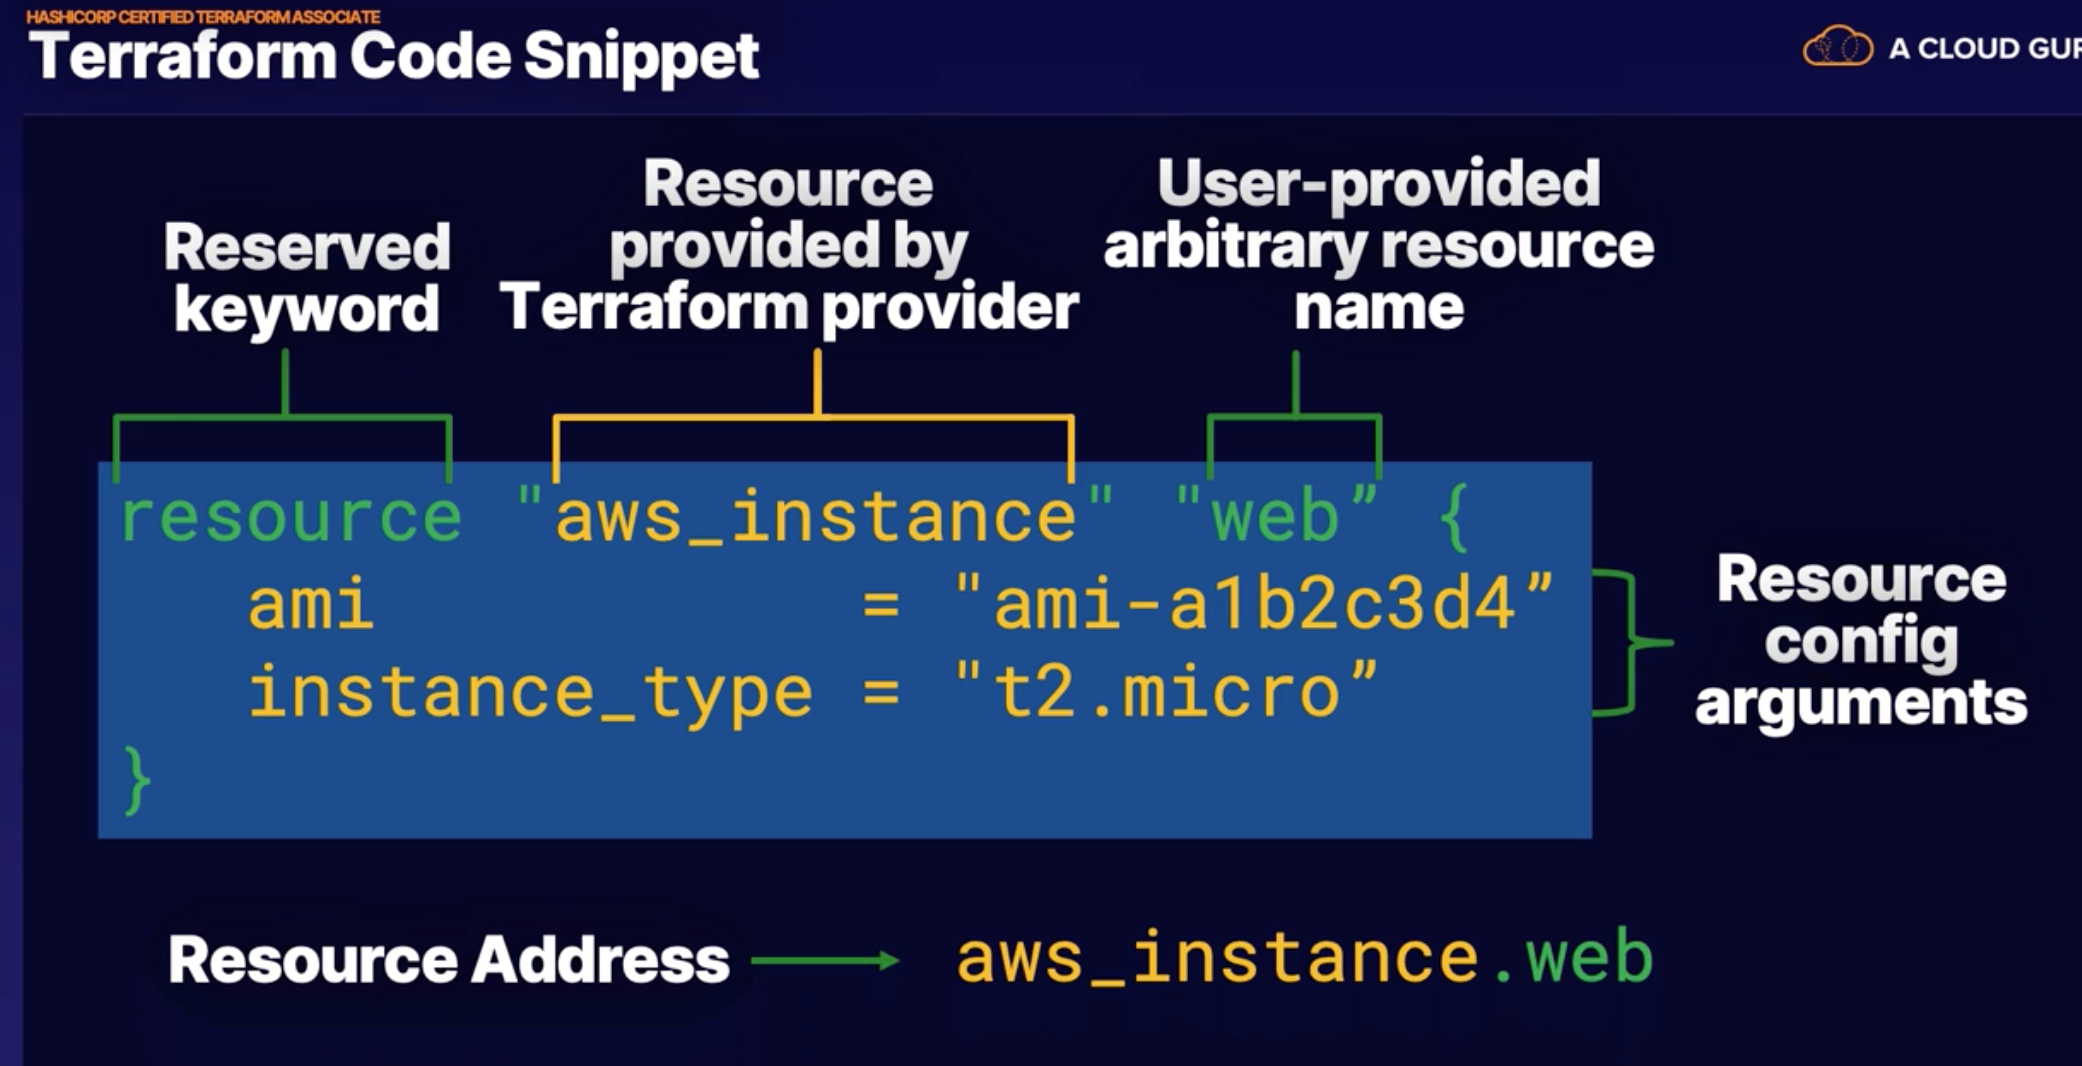 HASHICORP CERTIFIED TERRAFORM ASSOCIATE
Terraform Code Snippet
A CLOUD GUR
Reserved
keyword
Resource
provided by
Terraform provider
User-provided
arbitrary resource
name
resource "aws_instance" "web” {
ami = "ami-a1b2c3d4”
instance_type = "t2.micro”
}
Resource
config
arguments
Resource Address
aws_instance.web